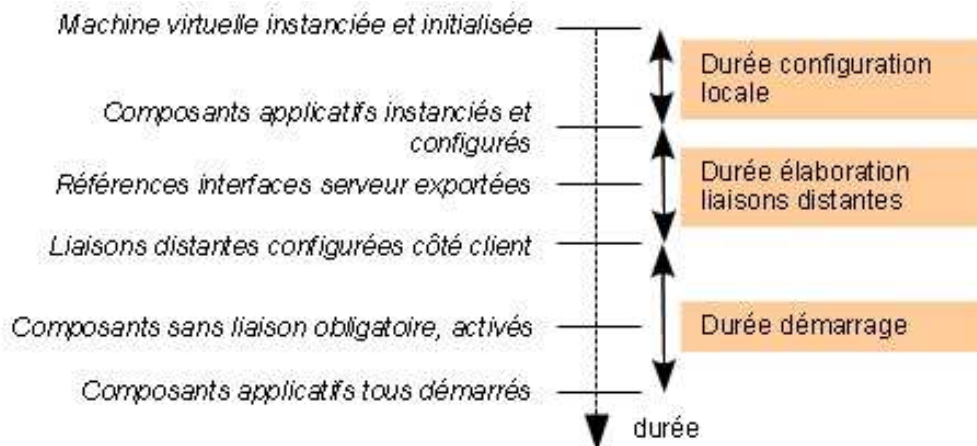 Machine virtuelle instanciée et initialisée
Durée configuration
locale
Composants applicatifs instanciés et
configurés
Durée élaboration
liaisons distantes
Références interfaces serveur exportées
Liaisons distantes configurées côté client
Composants sans liaison obligatoire, activés
Durée démarrage
Composants applicatifs tous démarrés
durée